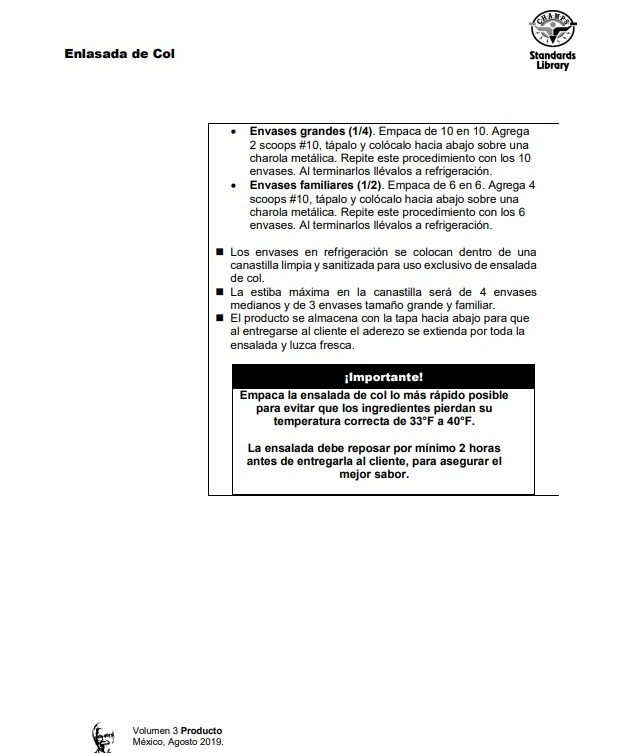 CHAMPS
Standards
Library
Enlasada de Col
• Envases grandes (1/4). Empaca de 10 en 10. Agrega
2 scoops #10, tápalo y colócalo hacia abajo sobre una
charola metálica. Repite este procedimiento con los 10
envases. Al terminarlos llévalos a refrigeración.
• Envases familiares (1/2). Empaca de 6 en 6. Agrega 4
scoops #10, tápalo y colócalo hacia abajo sobre una
charola metálica. Repite este procedimiento con los 6
envases. Al terminarlos llévalos a refrigeración.
■ Los envases en refrigeración se colocan dentro de una
canastilla limpia y sanitizada para uso exclusivo de ensalada
de col.
■ La estiba máxima en la canastilla será de 4 envases
medianos y de 3 envases tamaño grande y familiar.
■ El producto se almacena con la tapa hacia abajo para que
al entregarse al cliente el aderezo se extienda por toda la
ensalada y luzca fresca.
¡Importante!
Empaca la ensalada de col lo más rápido posible
para evitar que los ingredientes pierdan su
temperatura correcta de 33°F a 40°F.
La ensalada debe reposar por mínimo 2 horas
antes de entregarla al cliente, para asegurar el
mejor sabor.
Volumen 3 Producto
México, Agosto 2019.